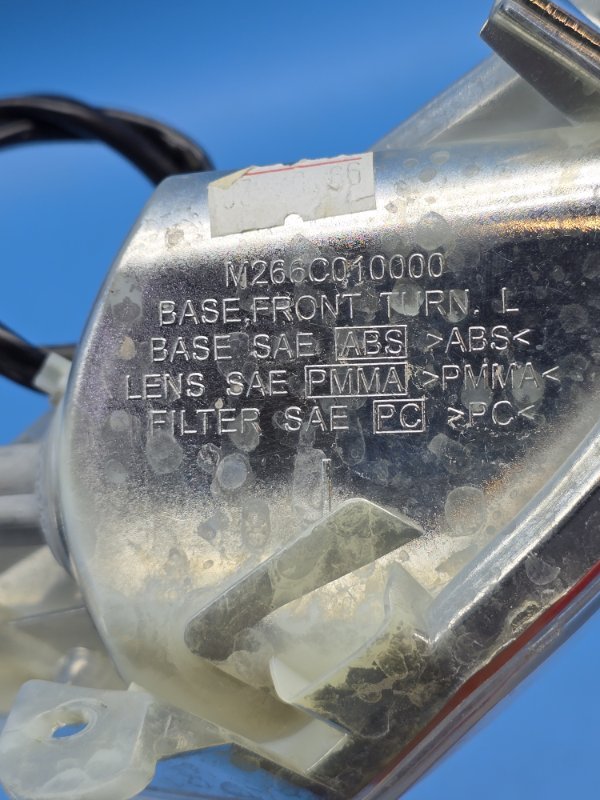 M266C010000
BASE,FRONT TURN. L
BASE SAE ABS >ABS<
LENS SAE PMMA >PMMA<
FILTER SAE PC >PC<